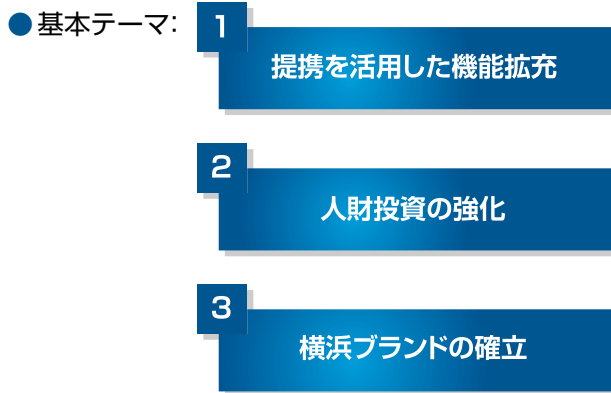 ●基本テーマ:
1
提携を活用した機能拡充
2
人財投資の強化
3
横浜ブランドの確立